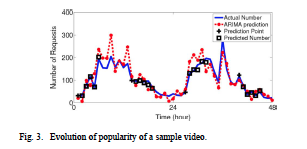 400
300
200
100
0
0
24
48
Number of Requests
Time (hour)
Actual Number
ARIMA prediction
Prediction Point
Predicted Number
Fig. 3. Evolution of popularity of a sample video.